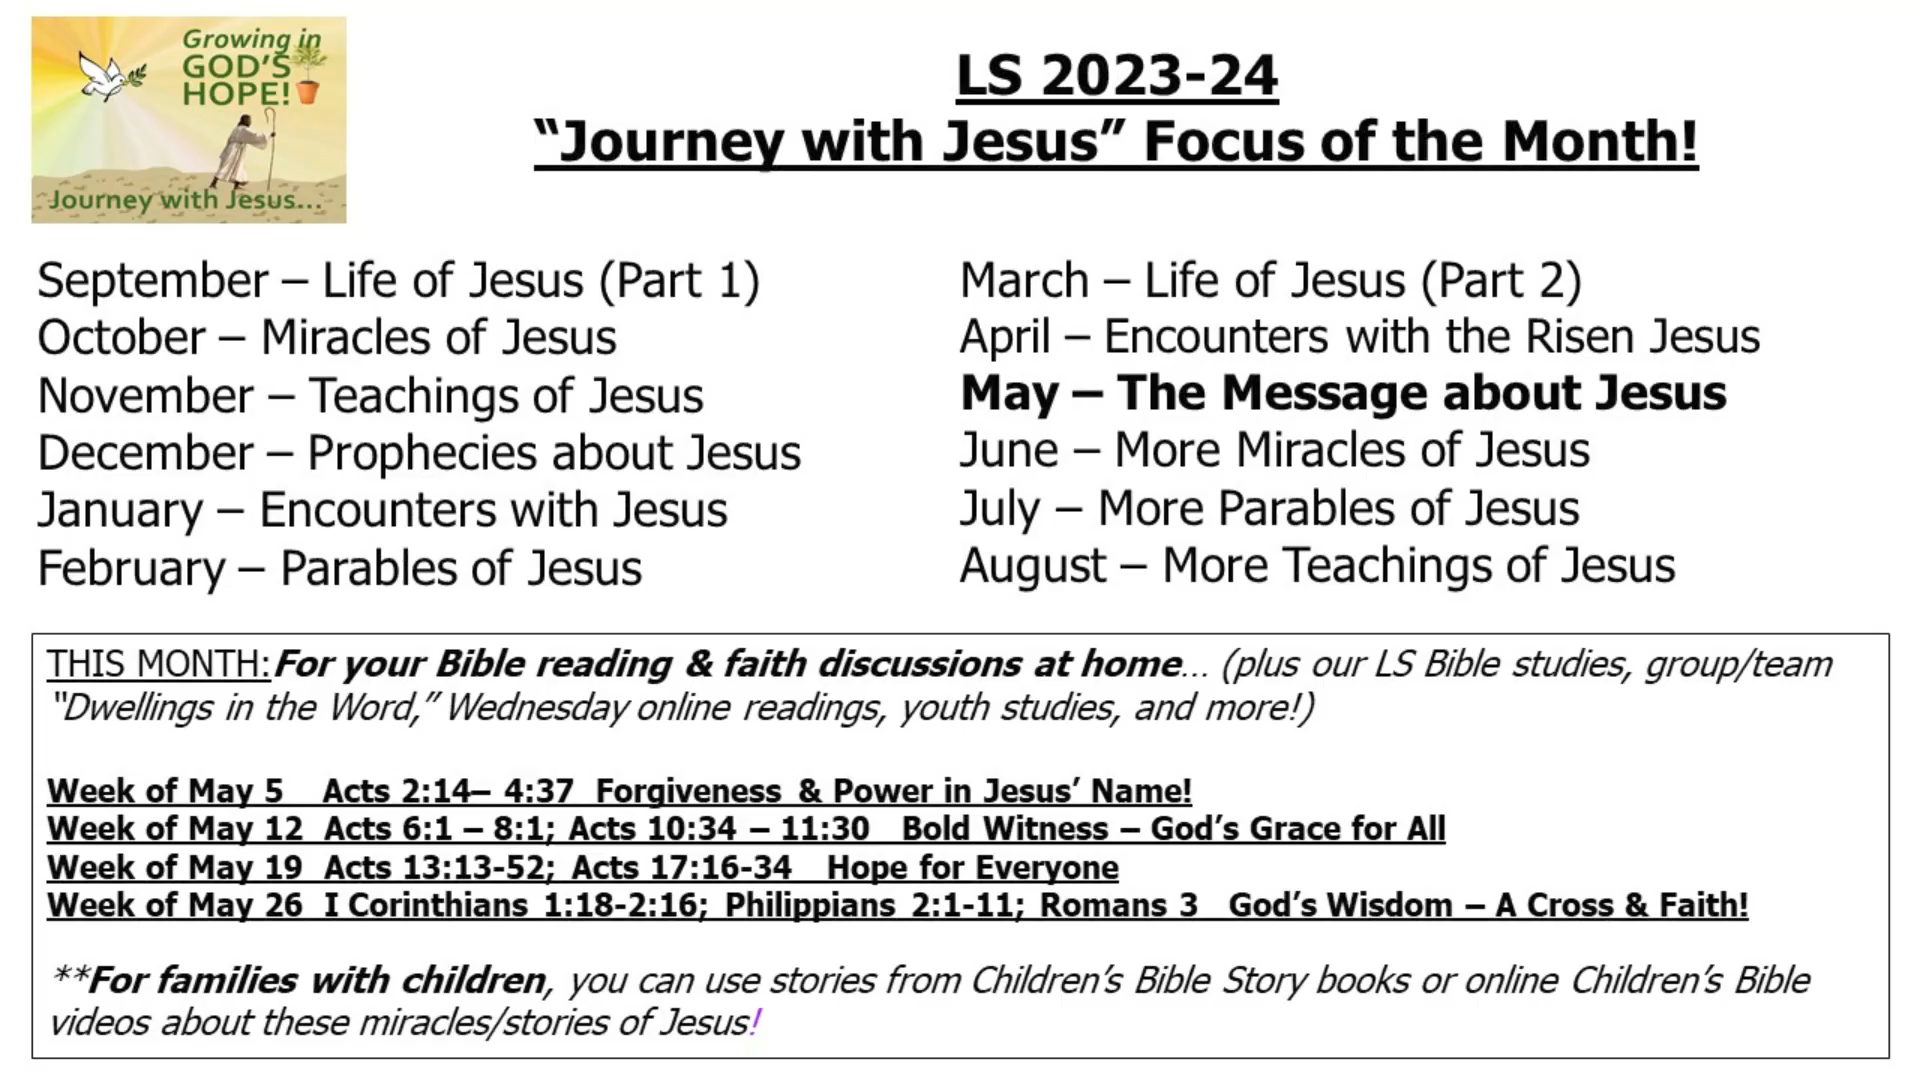 Growing in
GOD'S
HOPE!
Journey with Jesus...
LS 2023-24
“Journey with Jesus” Focus of the Month!
September – Life of Jesus (Part 1)
October – Miracles of Jesus
November – Teachings of Jesus
December – Prophecies about Jesus
January – Encounters with Jesus
February – Parables of Jesus
March – Life of Jesus (Part 2)
April – Encounters with the Risen Jesus
May – The Message about Jesus
June – More Miracles of Jesus
July – More Parables of Jesus
August – More Teachings of Jesus
THIS MONTH:For your Bible reading & faith discussions at home... (plus our LS Bible studies, group/team
“Dwellings in the Word,” Wednesday online readings, youth studies, and more!)
Week of May 5 Acts 2:14– 4:37 Forgiveness & Power in Jesus’ Name!
Week of May 12 Acts 6:1 – 8:1; Acts 10:34 – 11:30 Bold Witness – God’s Grace for All
Week of May 19 Acts 13:13-52; Acts 17:16-34 Hope for Everyone
Week of May 26 I Corinthians 1:18-2:16; Philippians 2:1-11; Romans 3 God’s Wisdom – A Cross & Faith!
**For families with children, you can use stories from Children’s Bible Story books or online Children’s Bible
videos about these miracles/stories of Jesus!